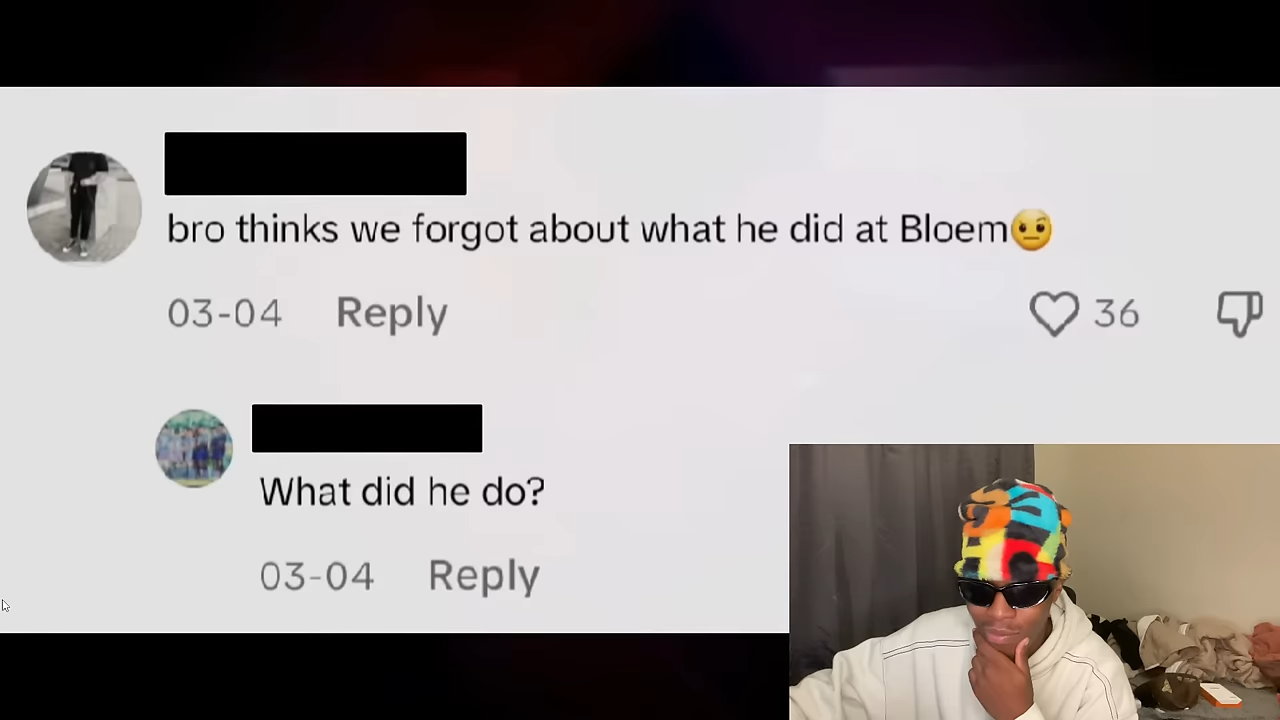 bro thinks we forgot about what he did at Bloem🤨
03-04 Reply 36
What did he do?
03-04 Reply